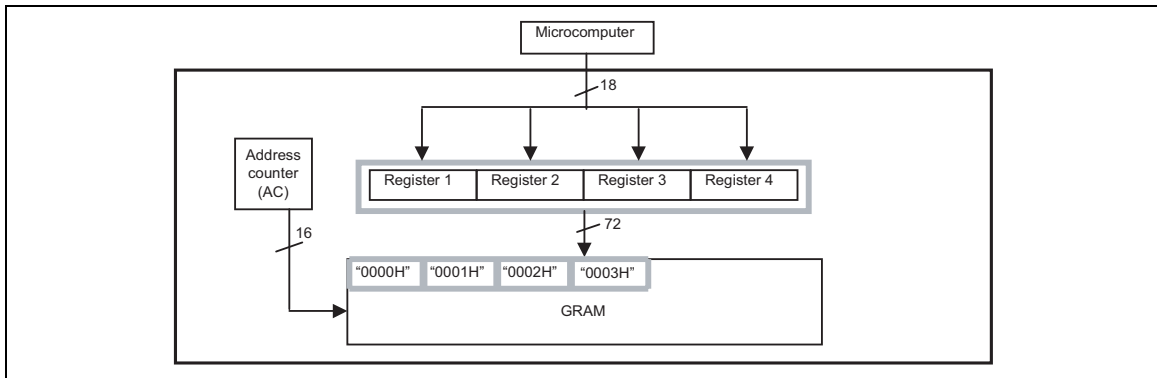 Microcomputer
18
Address
counter
(AC)
Register 1 Register 2 Register 3 Register 4
16
72
“0000H” “0001H” “0002H” “0003H”
GRAM